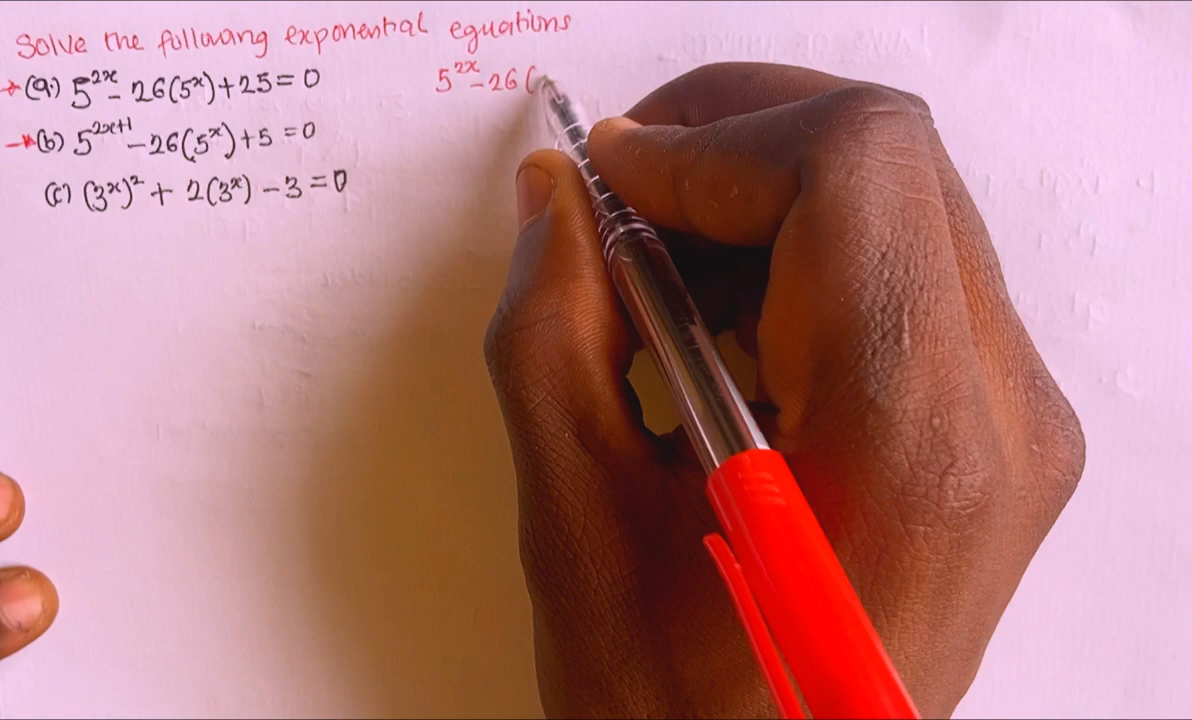 Solve the following exponential equations
(a.) 5^{2x} - 26(5^x) + 25 = 0
(b) 5^{2x+1} - 26(5^x) + 5 = 0
(c) (3^x)² + 2(3^x) - 3 = 0
5^{2x} - 26(